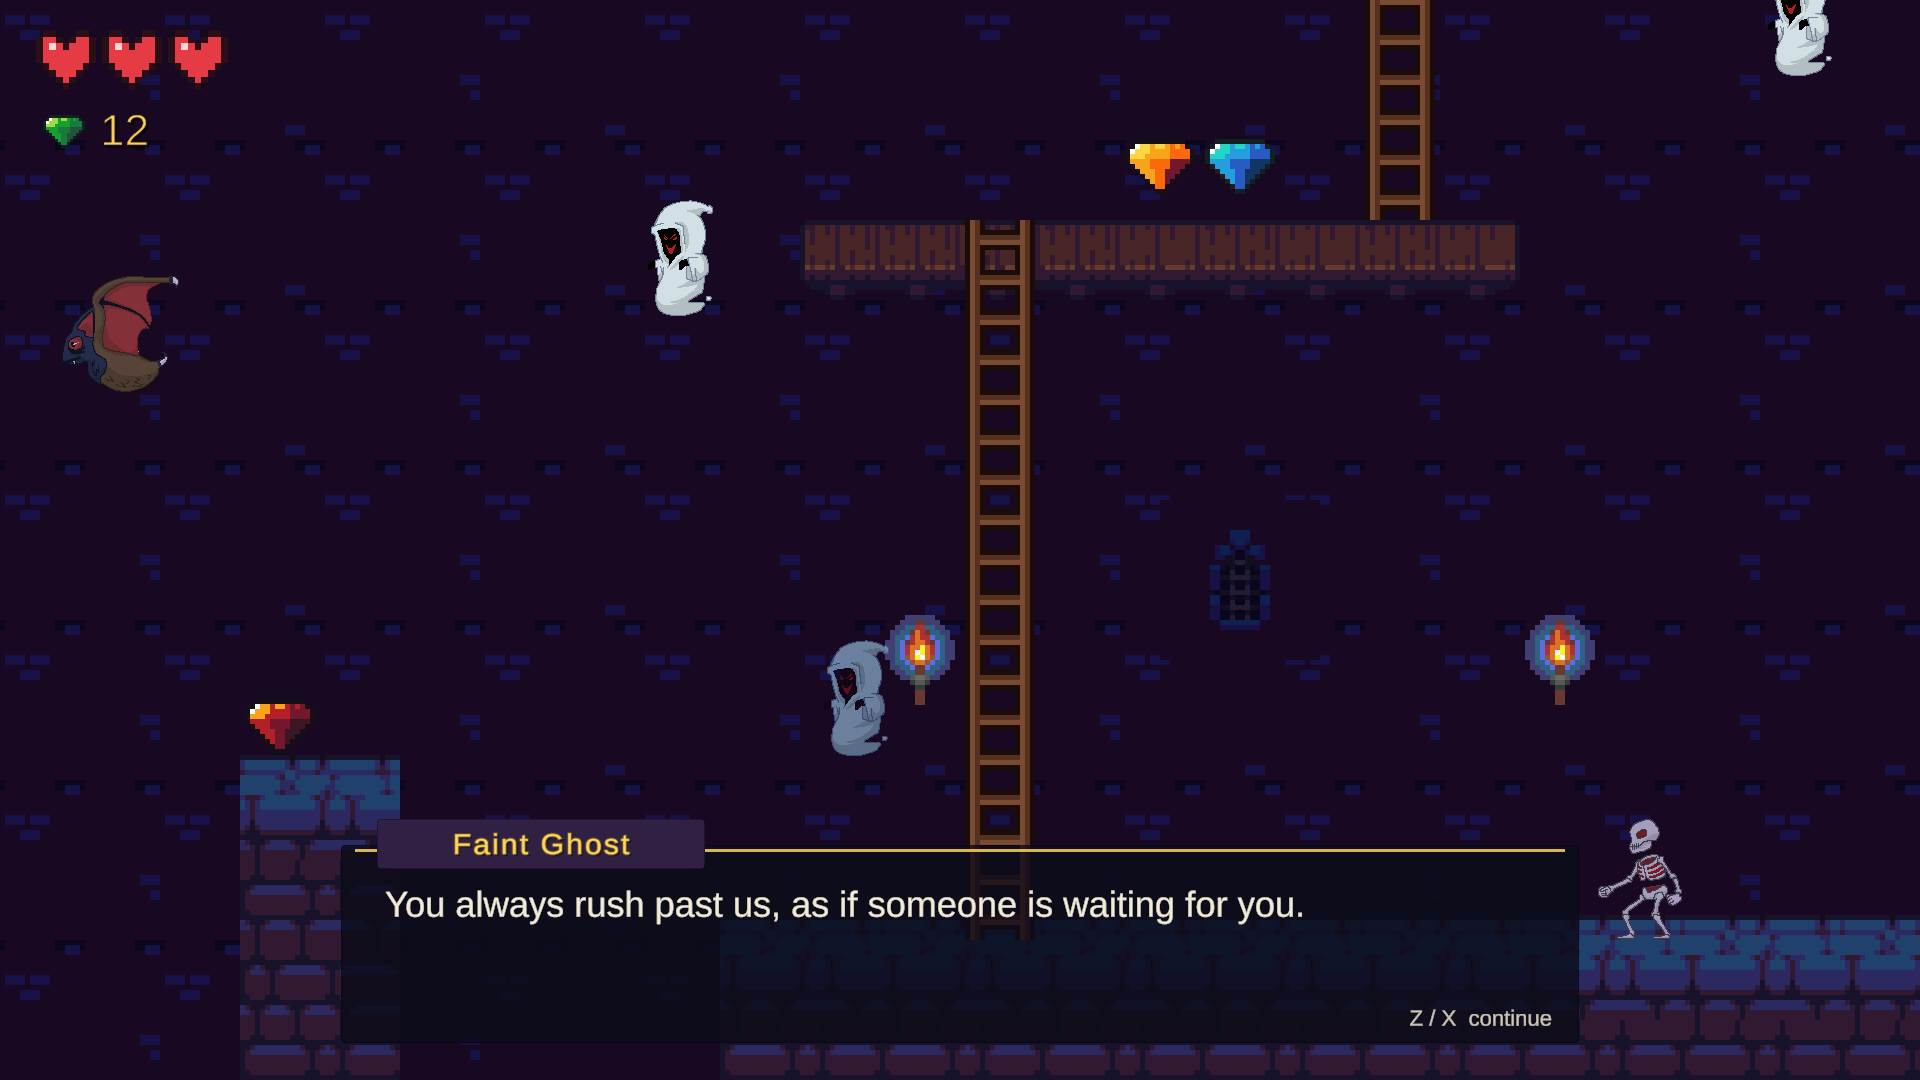 12
Faint Ghost
You always rush past us, as if someone is waiting for you.
Z / X continue